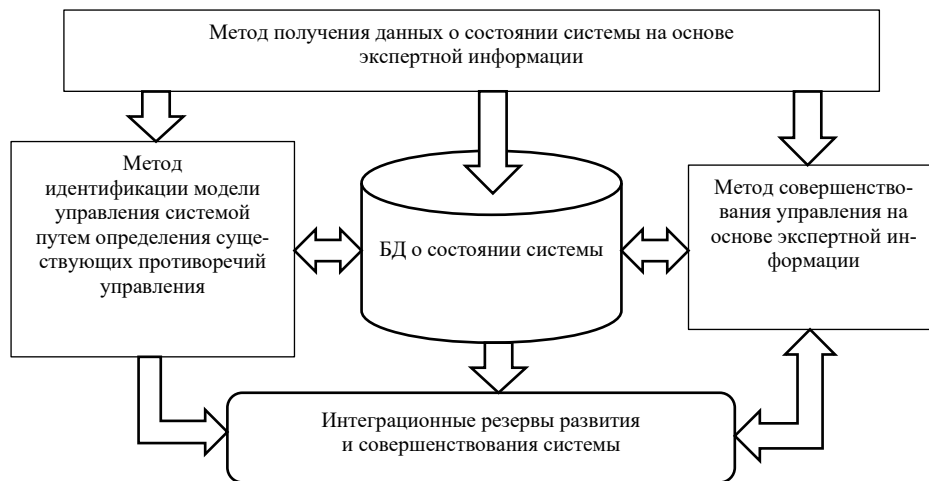 Метод получения данных о состоянии системы на основе
экспертной информации
Метод
идентификации модели
управления системой
путем определения суще-
ствующих противоречий
управления
БД о состоянии системы
Метод совершенство-
вания управления на
основе экспертной ин-
формации
Интеграционные резервы развития
и совершенствования системы